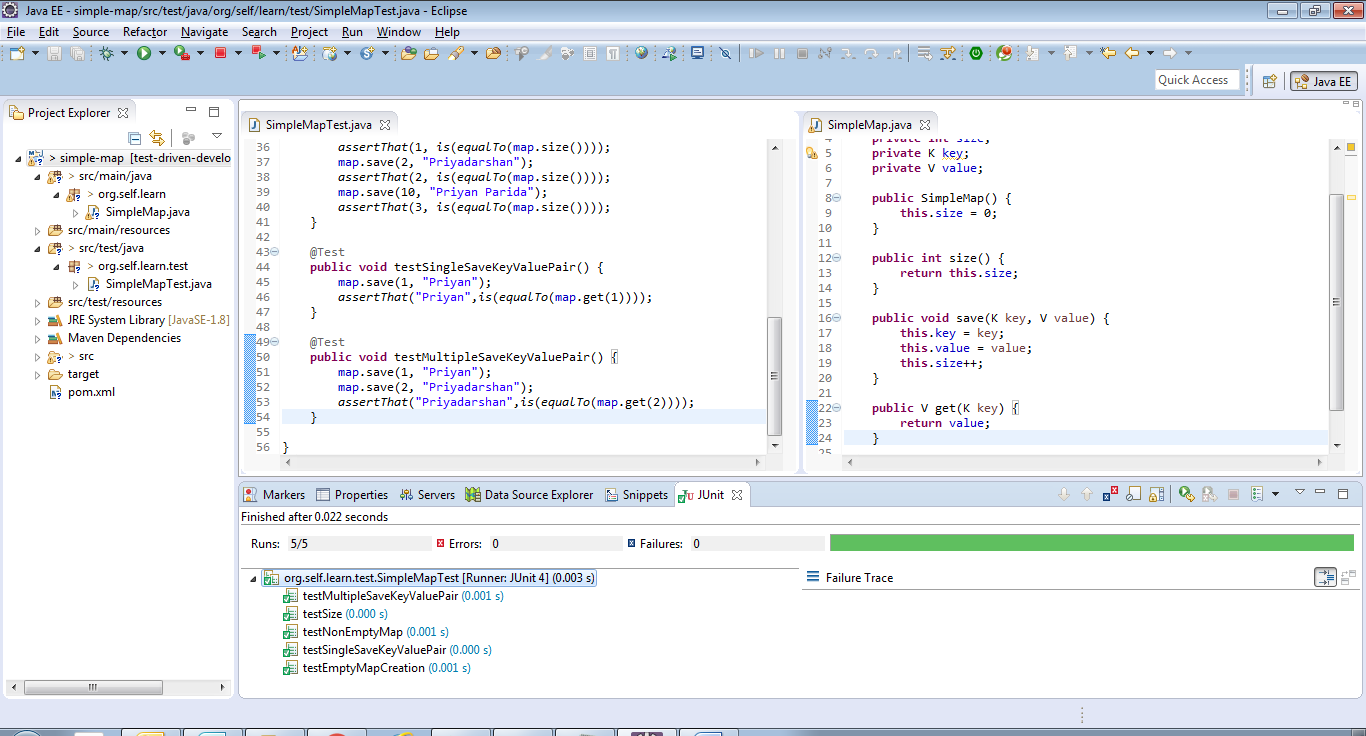 Java EE - simple-map/src/test/java/org/self/learn/test/SimpleMapTest.java - Eclipse
File Edit Source Refactor Navigate Search Project Run Window Help
Quick Access
Java EE
Project Explorer
> simple-map [test-driven-develo
> src/main/java
> org.self.learn
SimpleMap.java
src/main/resources
> src/test/java
> org.self.learn.test
SimpleMapTest.java
src/test/resources
JRE System Library [JavaSE-1.8]
Maven Dependencies
> src
target
pom.xml
SimpleMapTest.java
36 assertThat(1, is(equalTo(map.size())));
37 map.save(2, "Priyadarshan");
38 assertThat(2, is(equalTo(map.size())));
39 map.save(10, "Priyan Parida");
40 assertThat(3, is(equalTo(map.size())));
41 }
42
43 @Test
44 public void testSingleSaveKeyValuePair() {
45 map.save(1, "Priyan");
46 assertThat("Priyan",is(equalTo(map.get(1))));
47 }
48
49 @Test
50 public void testMultipleSaveKeyValuePair() {
51 map.save(1, "Priyan");
52 map.save(2, "Priyadarshan");
53 assertThat("Priyadarshan",is(equalTo(map.get(2))));
54 }
55
56 }
SimpleMap.java
4 private int size;
5 private K key;
6 private V value;
7
8 public SimpleMap() {
9 this.size = 0;
10 }
11
12 public int size() {
13 return this.size;
14 }
15
16 public void save(K key, V value) {
17 this.key = key;
18 this.value = value;
19 this.size++;
20 }
21
22 public V get(K key) {
23 return value;
24 }
25
Markers Properties Servers Data Source Explorer Snippets JUnit
Finished after 0.022 seconds
Runs: 5/5 Errors: 0 Failures: 0
org.self.learn.test.SimpleMapTest [Runner: JUnit 4] (0.003 s)
testMultipleSaveKeyValuePair (0.001 s)
testSize (0.000 s)
testNonEmptyMap (0.001 s)
testSingleSaveKeyValuePair (0.000 s)
testEmptyMapCreation (0.001 s)
Failure Trace